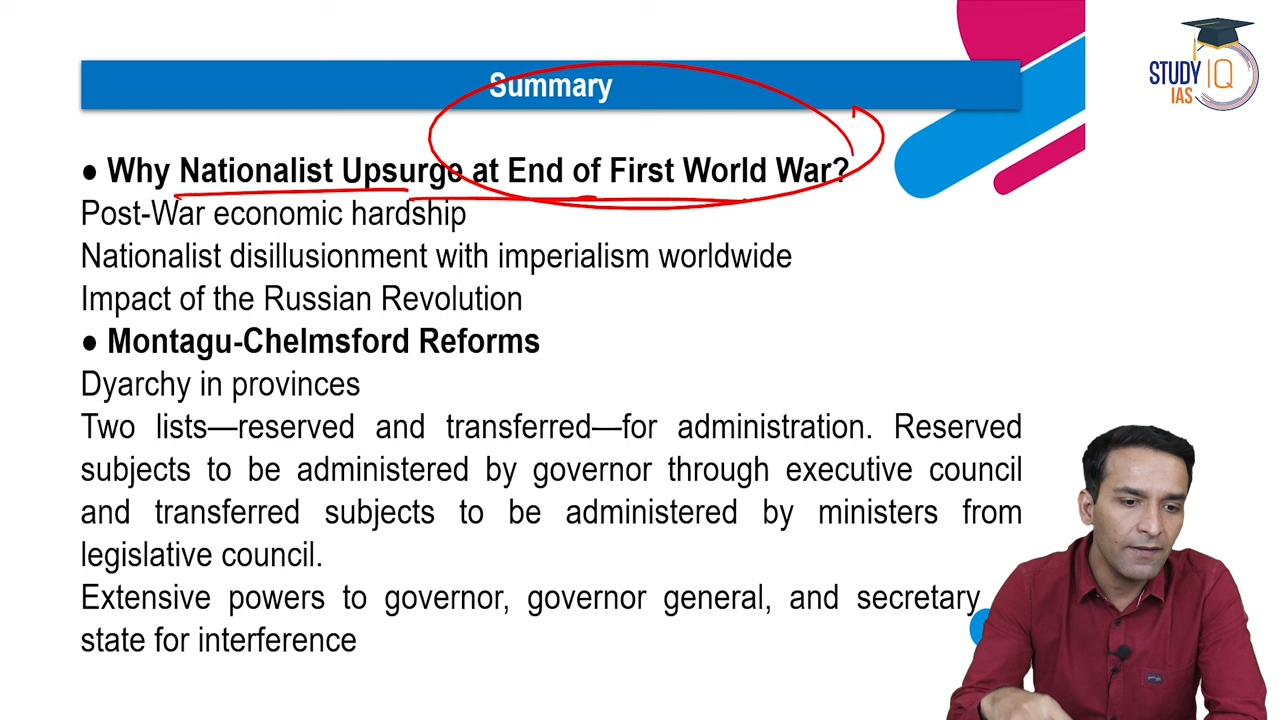 Summary
STUDY IQ
IAS
● Why Nationalist Upsurge at End of First World War?
Post-War economic hardship
Nationalist disillusionment with imperialism worldwide
Impact of the Russian Revolution
● Montagu-Chelmsford Reforms
Dyarchy in provinces
Two lists—reserved and transferred—for administration. Reserved
subjects to be administered by governor through executive council
and transferred subjects to be administered by ministers from
legislative council.
Extensive powers to governor, governor general, and secretary
state for interference